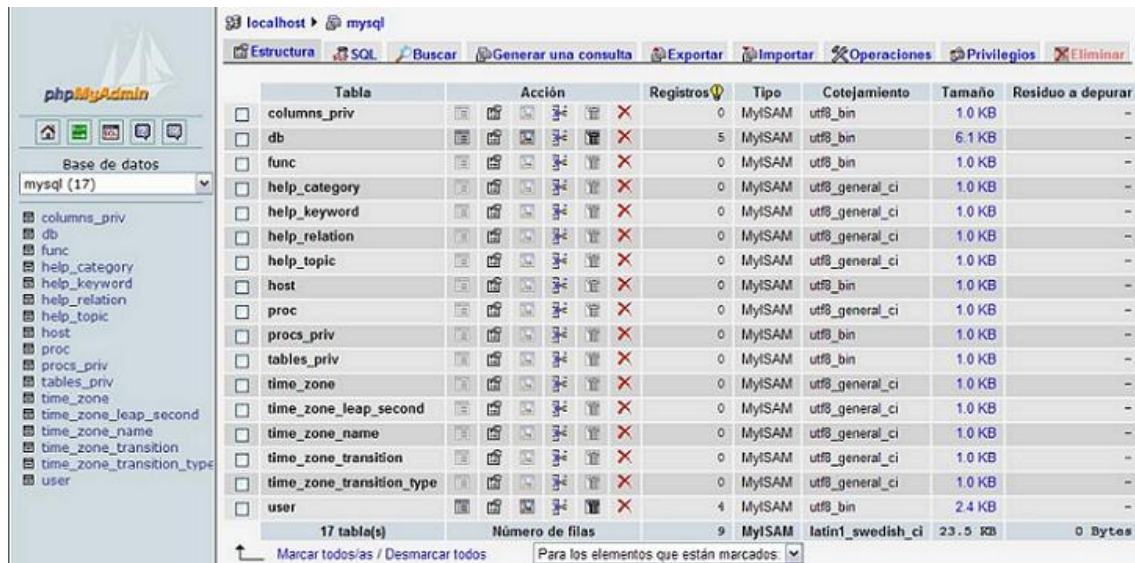 localhost mysql
Estructura SQL Buscar Generar una consulta Exportar Importar Operaciones Privilegios Eliminar
phpMyAdmin
Base de datos
mysql (17)
columns_priv
db
func
help_category
help_keyword
help_relation
help_topic
host
proc
procs_priv
tables_priv
time_zone
time_zone_leap_second
time_zone_name
time_zone_transition
time_zone_transition_type
user
Tabla Acción Registros Tipo Cotejamiento Tamaño Residuo a depurar
columns_priv 0 MyISAM utf8_bin 1.0 KB -
db 5 MyISAM utf8_bin 6.1 KB -
func 0 MyISAM utf8_bin 1.0 KB -
help_category 0 MyISAM utf8_general_ci 1.0 KB -
help_keyword 0 MyISAM utf8_general_ci 1.0 KB -
help_relation 0 MyISAM utf8_general_ci 1.0 KB -
help_topic 0 MyISAM utf8_general_ci 1.0 KB -
host 0 MyISAM utf8_bin 1.0 KB -
proc 0 MyISAM utf8_general_ci 1.0 KB -
procs_priv 0 MyISAM utf8_bin 1.0 KB -
tables_priv 0 MyISAM utf8_bin 1.0 KB -
time_zone 0 MyISAM utf8_general_ci 1.0 KB -
time_zone_leap_second 0 MyISAM utf8_general_ci 1.0 KB -
time_zone_name 0 MyISAM utf8_general_ci 1.0 KB -
time_zone_transition 0 MyISAM utf8_general_ci 1.0 KB -
time_zone_transition_type 0 MyISAM utf8_general_ci 1.0 KB -
user 4 MyISAM utf8_bin 2.4 KB -
17 tabla(s) Número de filas 9 MyISAM latin1_swedish_ci 23.5 KB 0 Bytes
Marcar todos/as / Desmarcar todos Para los elementos que están marcados: